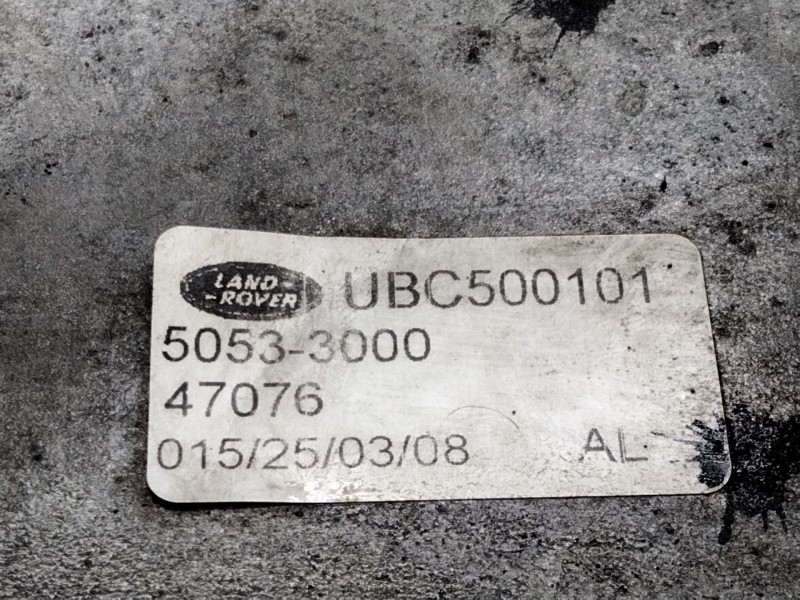 LAND-
-ROVER
UBC500101
5053-3000
47076
015/25/03/08 AL